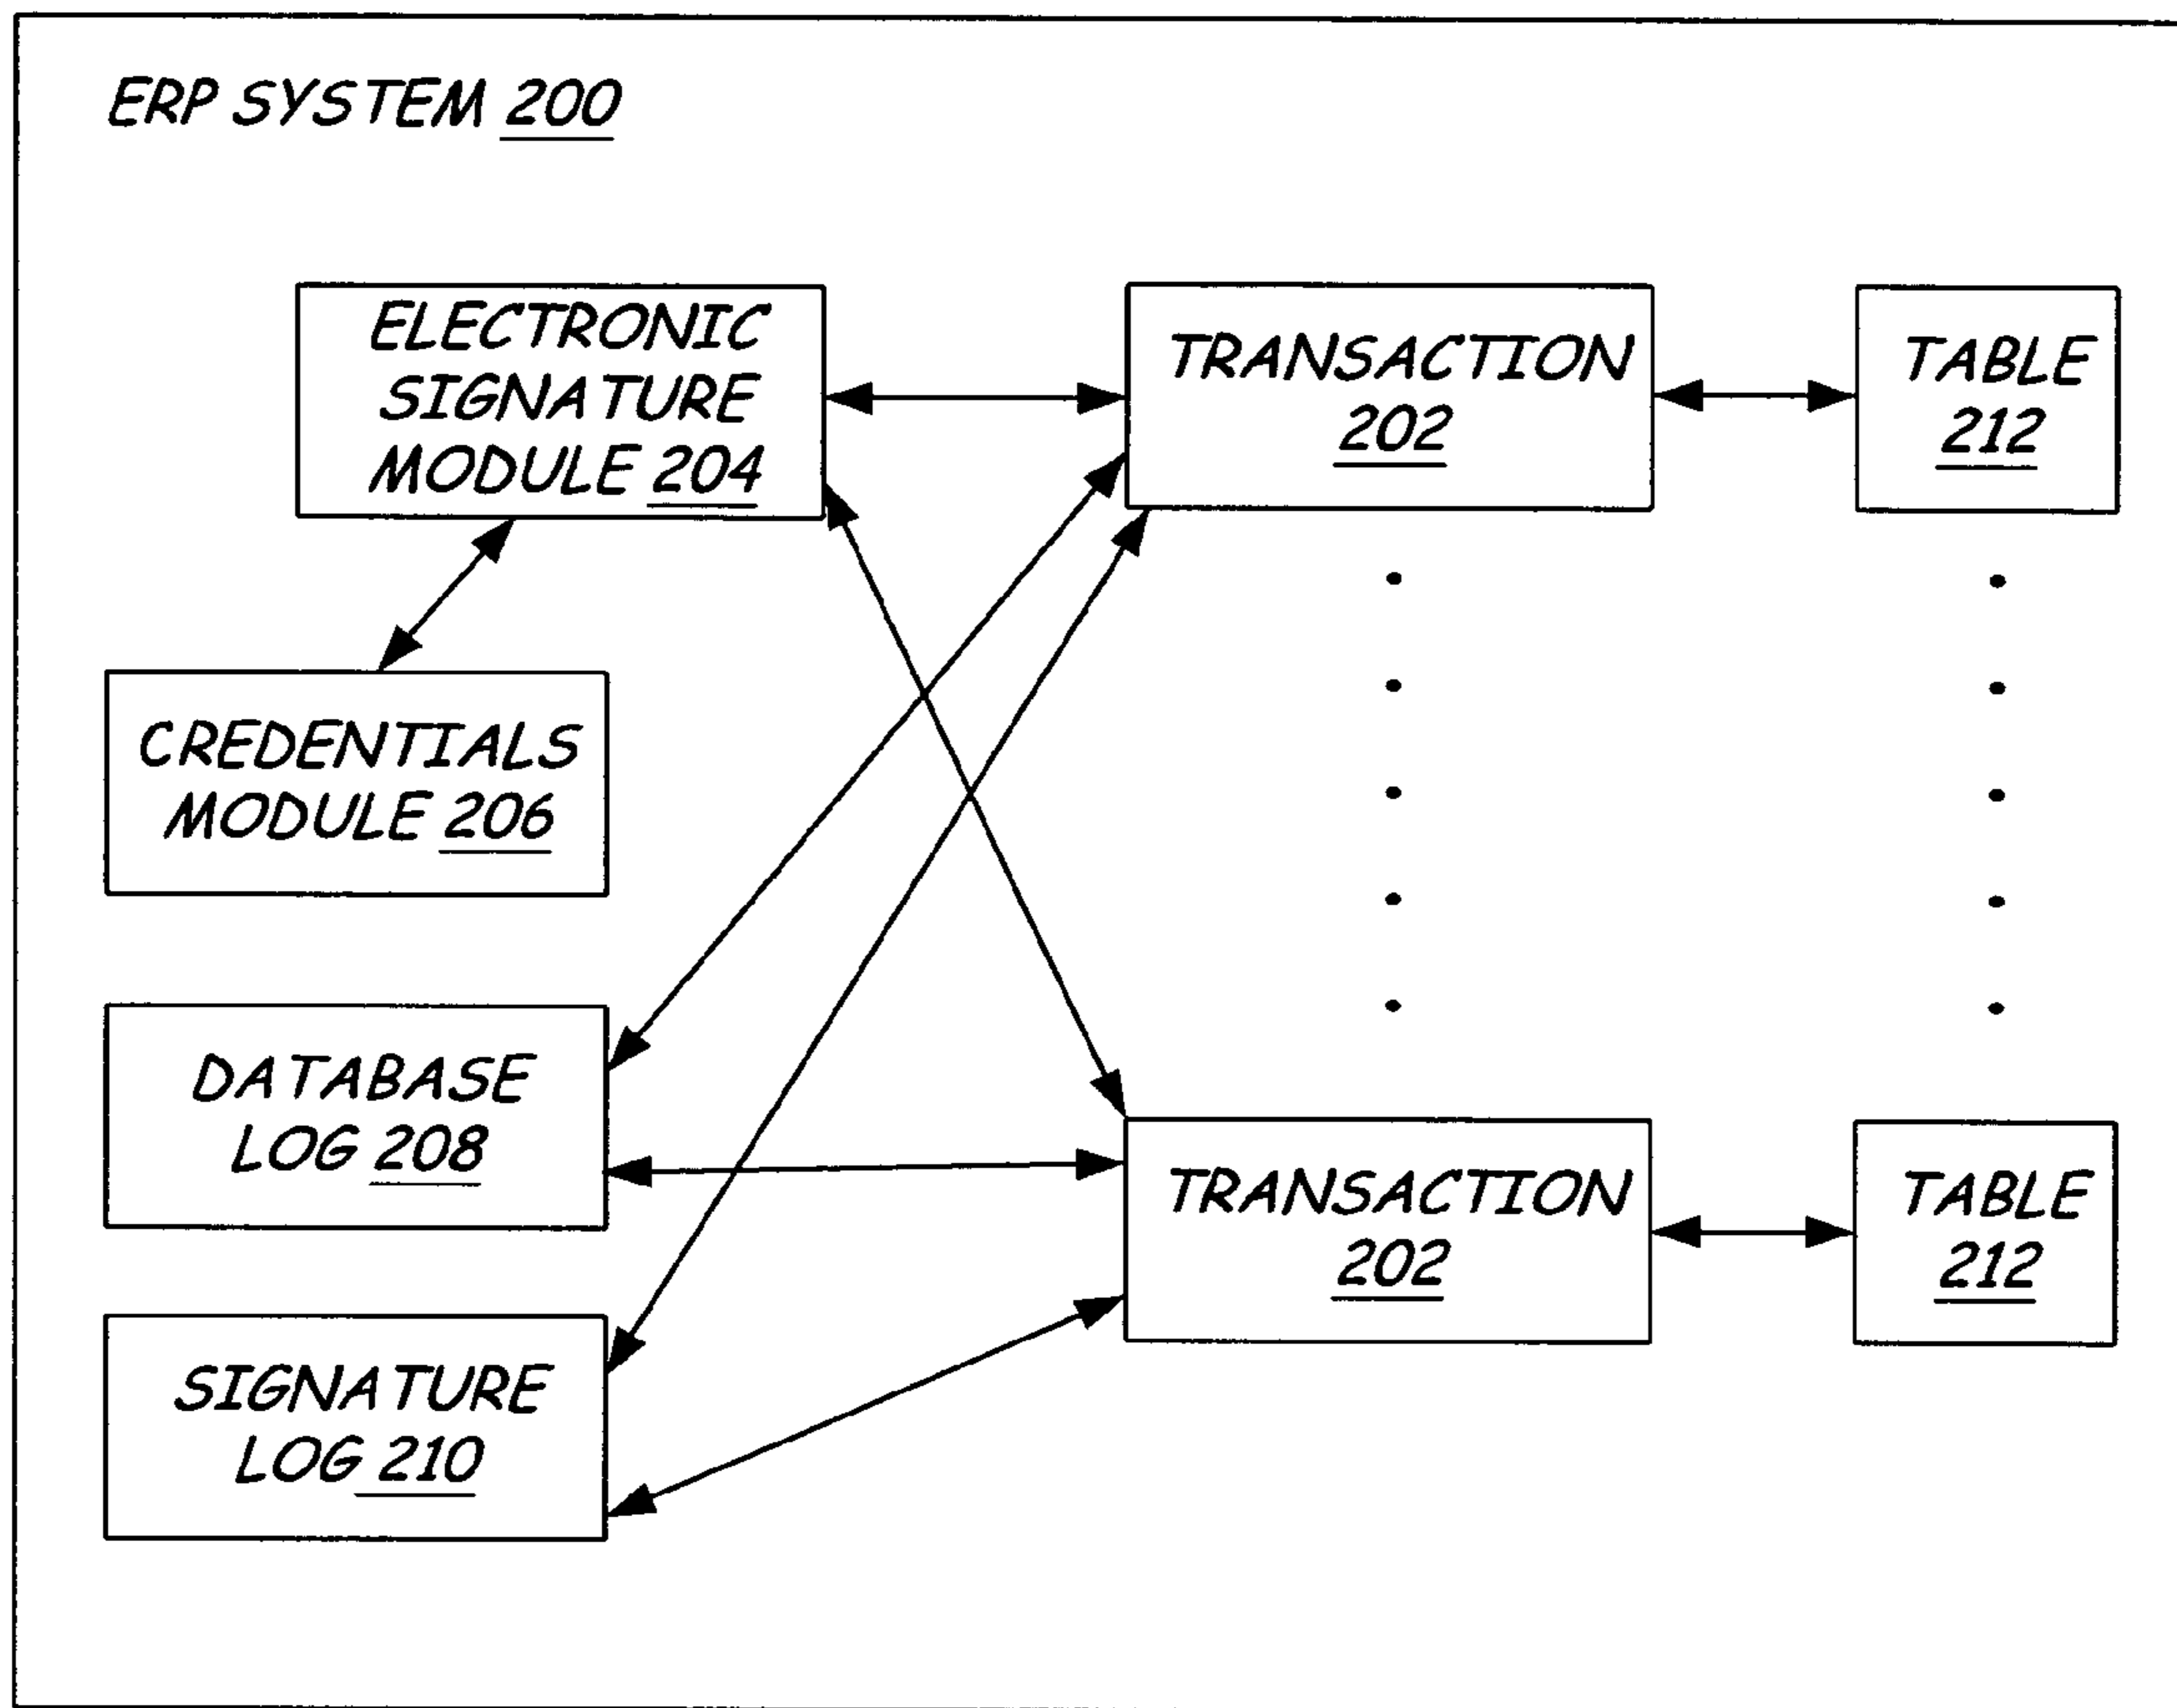 ERP SYSTEM 200
ELECTRONIC
SIGNATURE
MODULE 204
TRANSACTION
202
TABLE
212
CREDENTIALS
MODULE 206
DATABASE
LOG 208
TRANSACTION
202
TABLE
212
SIGNATURE
LOG 210